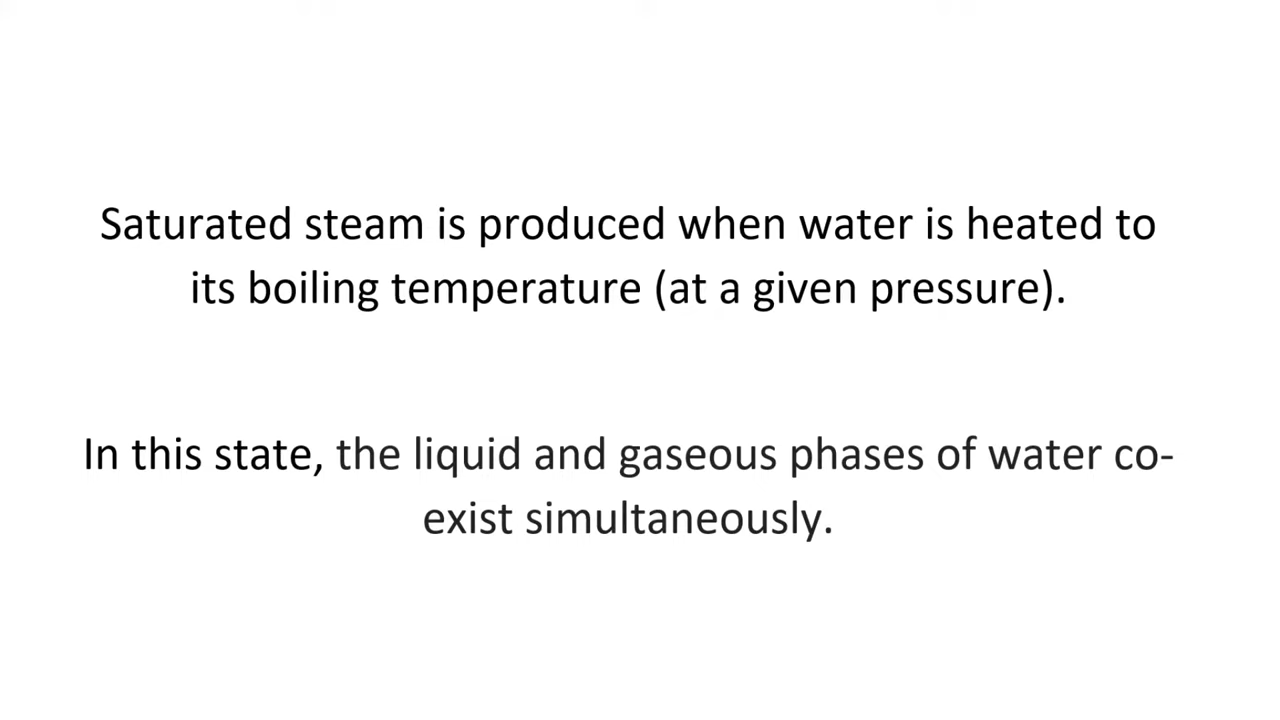 Saturated steam is produced when water is heated to
its boiling temperature (at a given pressure).
In this state, the liquid and gaseous phases of water co-
exist simultaneously.